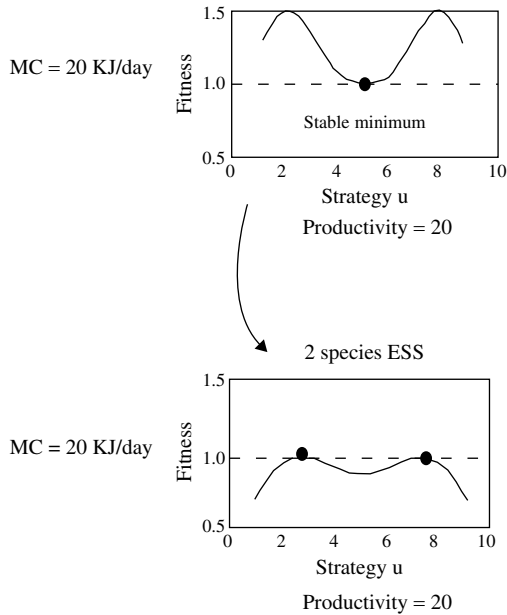 1.5
MC = 20 KJ/day
Fitness
1.0
Stable minimum
0.5
0 2 4 6 8 10
Strategy u
Productivity = 20
2 species ESS
1.5
MC = 20 KJ/day
Fitness
1.0
0.5
0 2 4 6 8 10
Strategy u
Productivity = 20